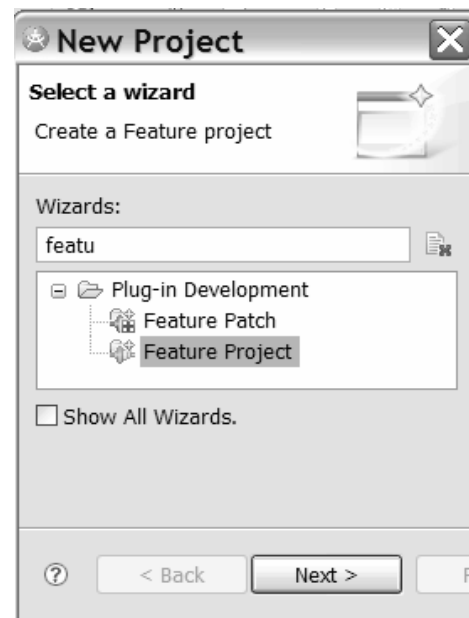 New Project
Select a wizard
Create a Feature project
Wizards:
featu
Plug-in Development
Feature Patch
Feature Project
Show All Wizards.
< Back Next >